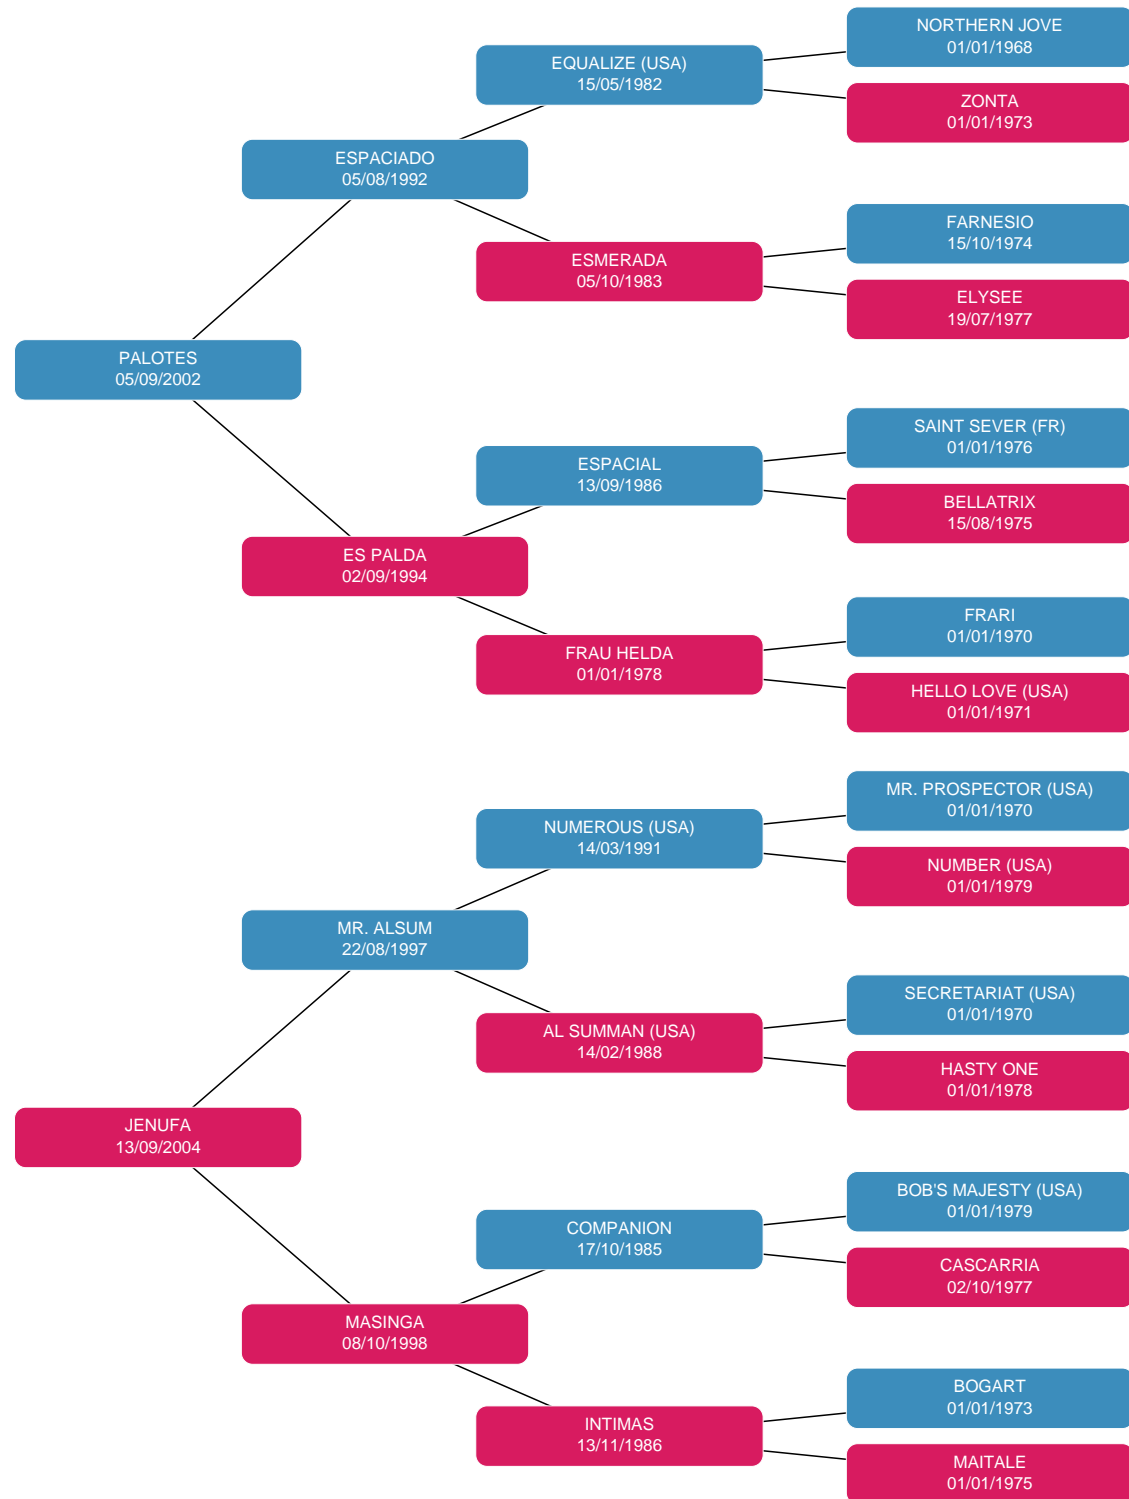 NORTHERN JOVE
01/01/1968
EQUALIZE (USA)
15/05/1982
ZONTA
01/01/1973
ESPACIADO
05/08/1992
FARNESIO
15/10/1974
ESMERADA
05/10/1983
ELYSEE
19/07/1977
PALOTES
05/09/2002
SAINT SEVER (FR)
01/01/1976
ESPACIAL
13/09/1986
BELLATRIX
15/08/1975
ES PALDA
02/09/1994
FRARI
01/01/1970
FRAU HELDA
01/01/1978
HELLO LOVE (USA)
01/01/1971
MR. PROSPECTOR (USA)
01/01/1970
NUMEROUS (USA)
14/03/1991
NUMBER (USA)
01/01/1979
MR. ALSUM
22/08/1997
SECRETARIAT (USA)
01/01/1970
AL SUMMAN (USA)
14/02/1988
HASTY ONE
01/01/1978
JENUFA
13/09/2004
BOB'S MAJESTY (USA)
01/01/1979
COMPANION
17/10/1985
CASCARRIA
02/10/1977
MASINGA
08/10/1998
BOGART
01/01/1973
INTIMAS
13/11/1986
MAITALE
01/01/1975